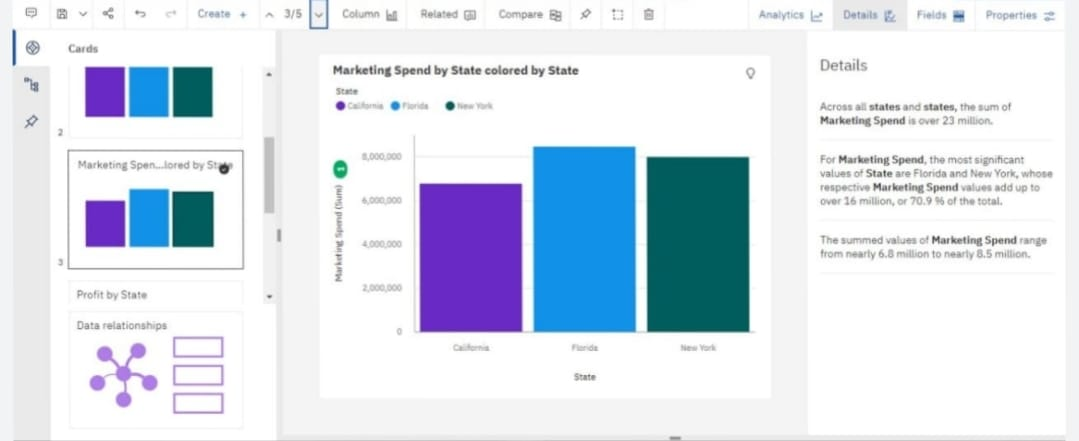 Create +
3/5
Column
Related
Compare
Analytics
Details
Fields
Properties
Cards
2
Marketing Spen...lored by State
3
Profit by State
Data relationships
Marketing Spend by State colored by State
State
California
Florida
New York
Marketing Spend (Sum)
8,000,000
6,000,000
4,000,000
2,000,000
0
California
Florida
New York
State
Details
Across all states and states, the sum of
Marketing Spend is over 23 million.
For Marketing Spend, the most significant
values of State are Florida and New York, whose
respective Marketing Spend values add up to
over 16 million, or 70.9 % of the total.
The summed values of Marketing Spend range
from nearly 6.8 million to nearly 8.5 million.